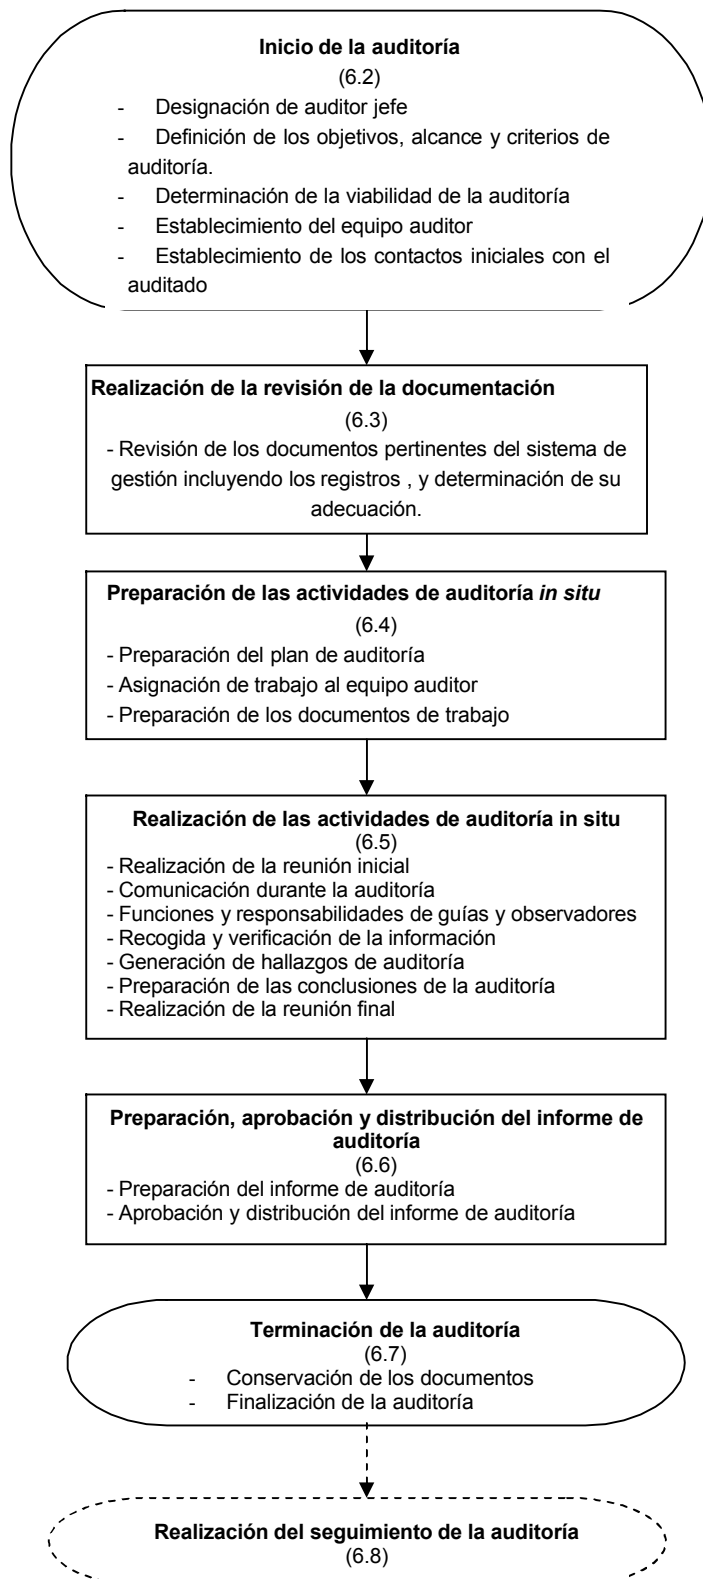 Inicio de la auditoría
(6.2)
- Designación de auditor jefe
- Definición de los objetivos, alcance y criterios de
auditoría.
- Determinación de la viabilidad de la auditoría
- Establecimiento del equipo auditor
- Establecimiento de los contactos iniciales con el
auditado
Realización de la revisión de la documentación
(6.3)
- Revisión de los documentos pertinentes del sistema de
gestión incluyendo los registros , y determinación de su
adecuación.
Preparación de las actividades de auditoría in situ
(6.4)
- Preparación del plan de auditoría
- Asignación de trabajo al equipo auditor
- Preparación de los documentos de trabajo
Realización de las actividades de auditoría in situ
(6.5)
- Realización de la reunión inicial
- Comunicación durante la auditoría
- Funciones y responsabilidades de guías y observadores
- Recogida y verificación de la información
- Generación de hallazgos de auditoría
- Preparación de las conclusiones de la auditoría
- Realización de la reunión final
Preparación, aprobación y distribución del informe de
auditoría
(6.6)
- Preparación del informe de auditoría
- Aprobación y distribución del informe de auditoría
Terminación de la auditoría
(6.7)
- Conservación de los documentos
- Finalización de la auditoría
Realización del seguimiento de la auditoría
(6.8)